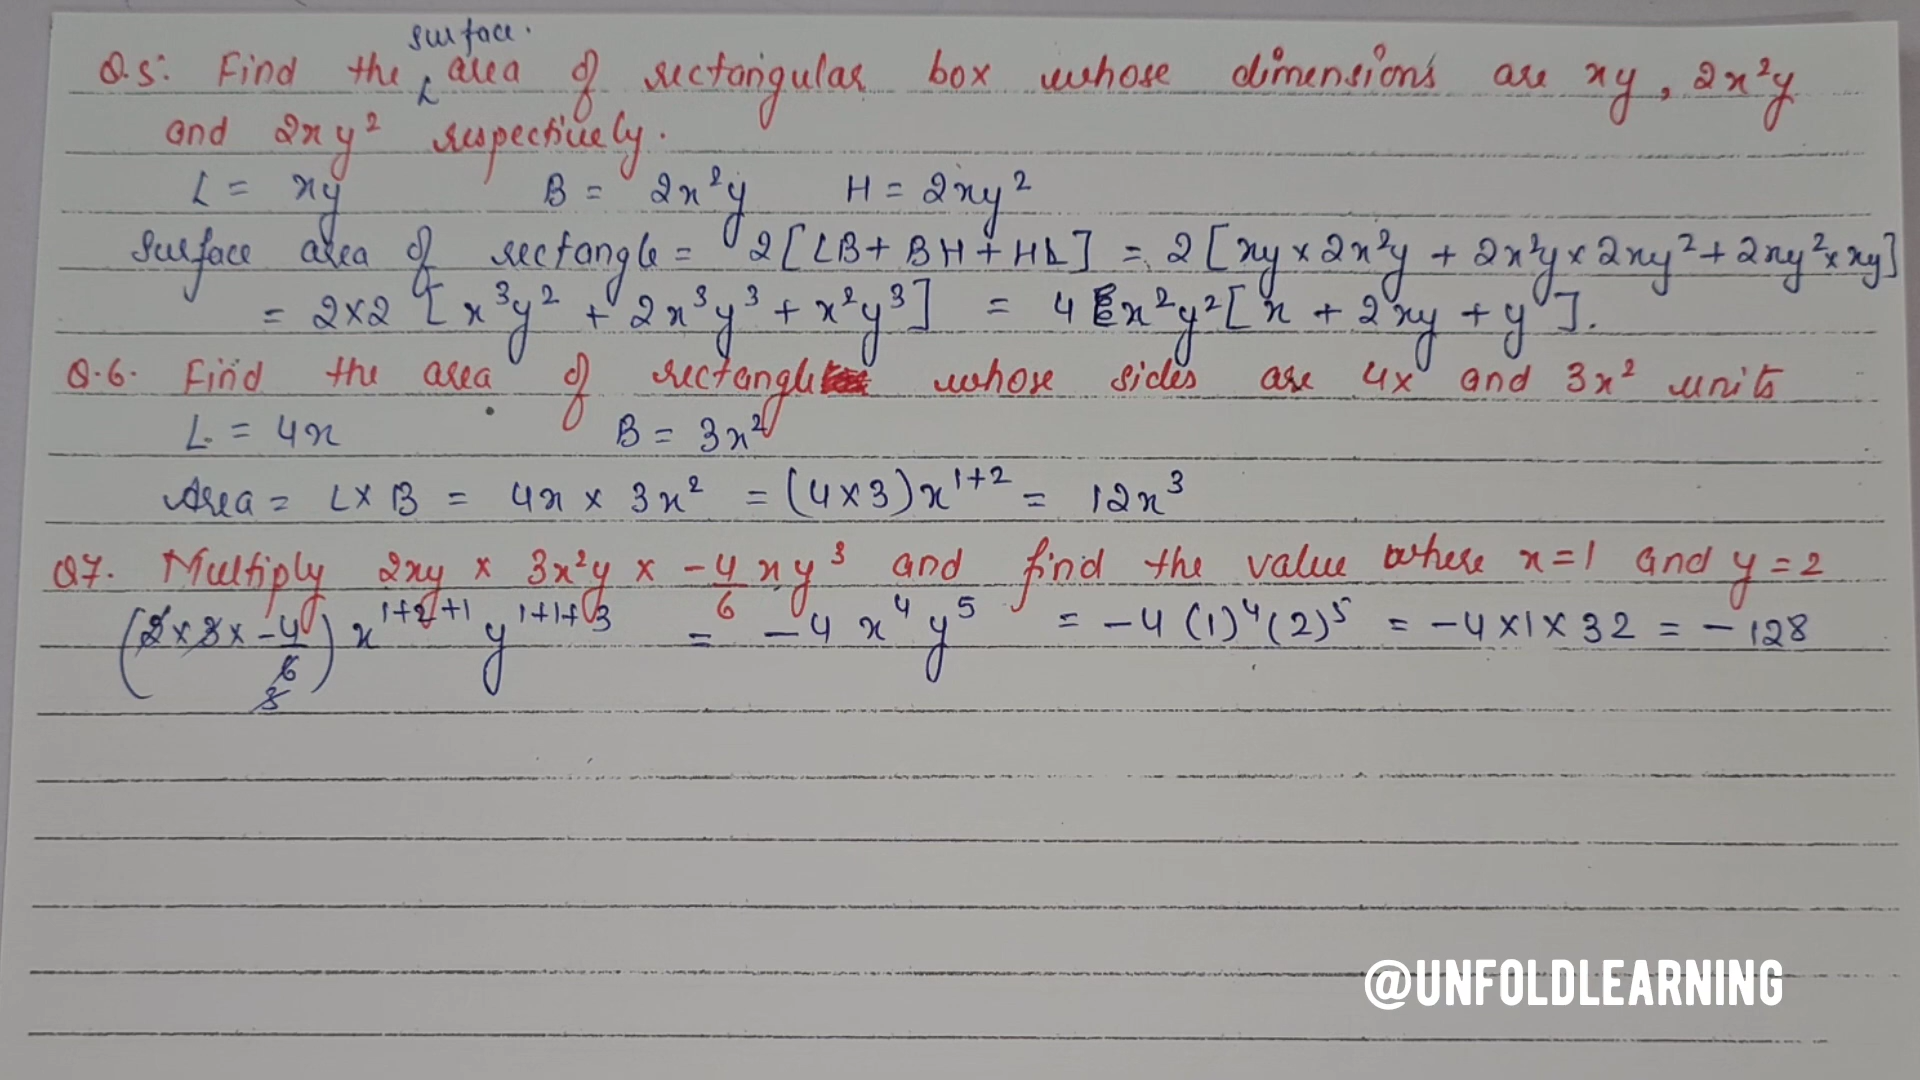 surface.
Q.5: Find the area of rectangular box whose dimensions are xy, 2x²y
and 2xy² respectively.
L = xy B = 2x²y H = 2xy²
Surface area of rectangle = 2[LB + BH + HL] = 2[xy × 2x²y + 2x²y × 2xy² + 2xy² × xy]
= 2×2 [x³y² + 2x³y³ + x²y³] = 4 x²y² [x + 2xy + y].
Q.6. Find the area of rectangle whose sides are 4x and 3x² units
L. = 4x B = 3x²
Area = L × B = 4x × 3x² = (4×3)x¹⁺² = 12x³
Q7. Multiply 2xy × 3x²y × -4/6 xy³ and find the value where x=1 and y=2
(2×3×-4/6) x¹⁺²⁺¹ y¹⁺¹⁺³ = -4 x⁴y⁵ = -4 (1)⁴(2)⁵ = -4×1×32 = -128
3
@UNFOLDLEARNING